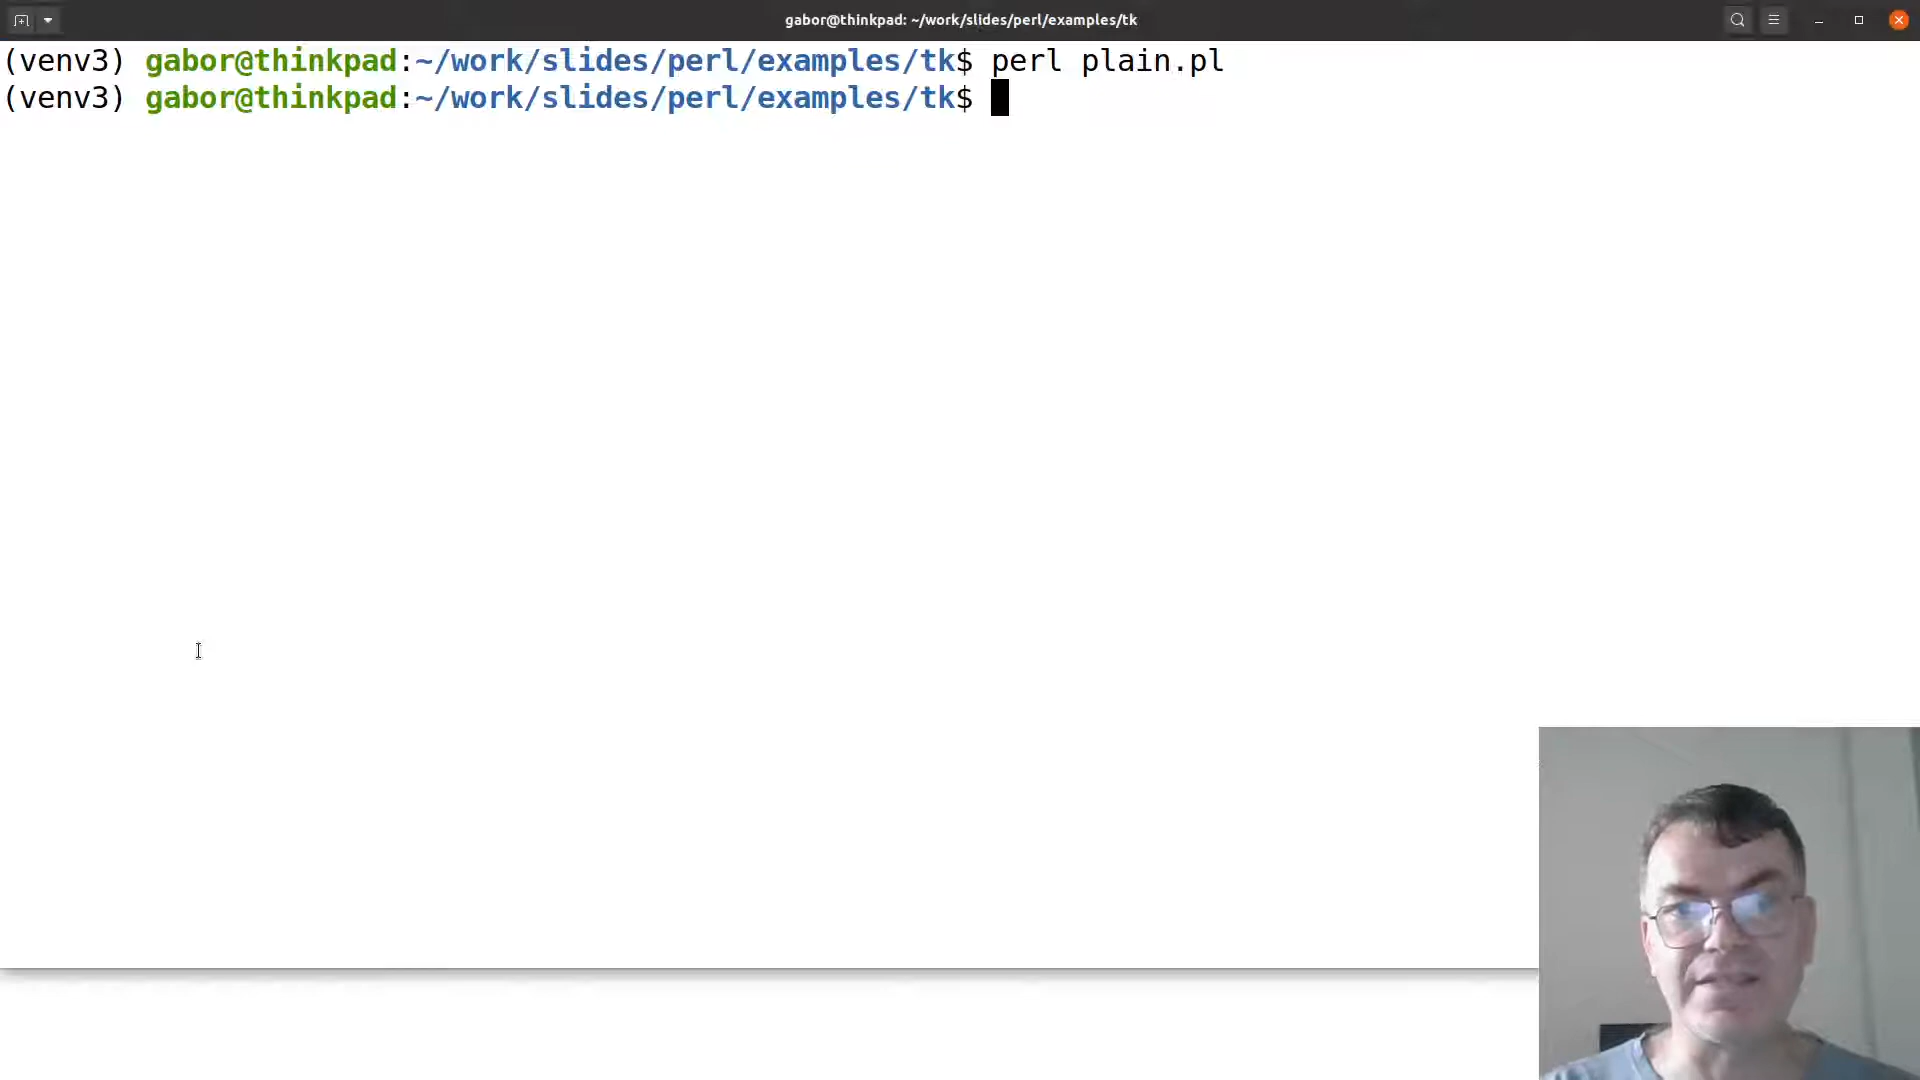 gabor@thinkpad: ~/work/slides/perl/examples/tk
(venv3) gabor@thinkpad:~/work/slides/perl/examples/tk$ perl plain.pl
(venv3) gabor@thinkpad:~/work/slides/perl/examples/tk$